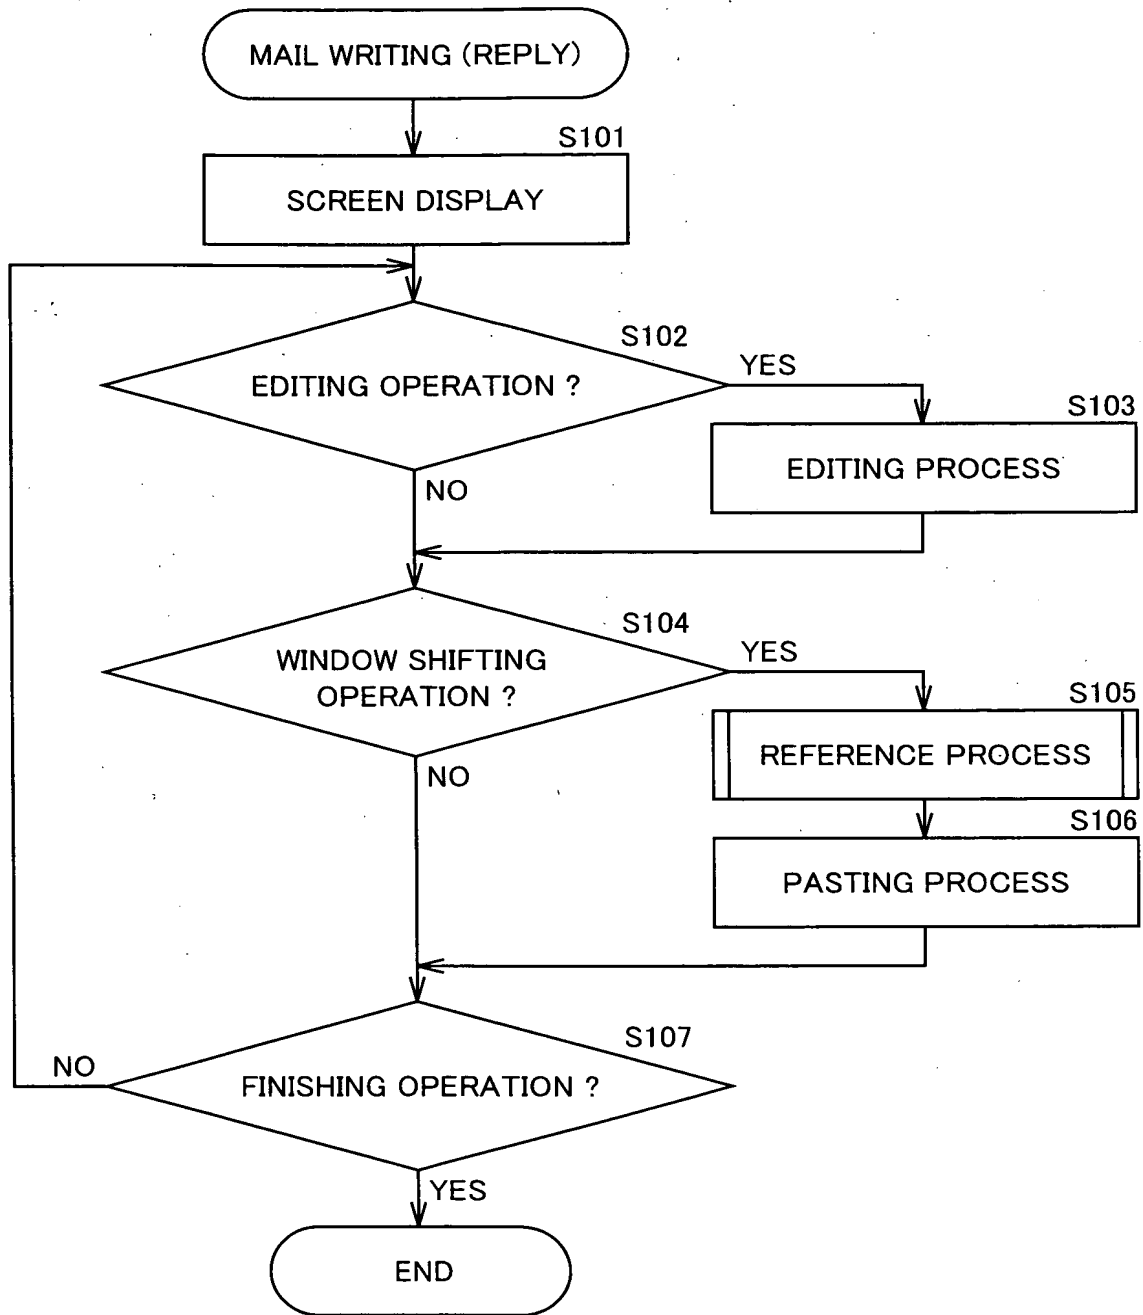 MAIL WRITING (REPLY)
S101
SCREEN DISPLAY
S102
EDITING OPERATION ?
YES
S103
EDITING PROCESS
NO
S104
WINDOW SHIFTING
OPERATION ?
YES
S105
REFERENCE PROCESS
NO
S106
PASTING PROCESS
S107
NO
FINISHING OPERATION ?
YES
END